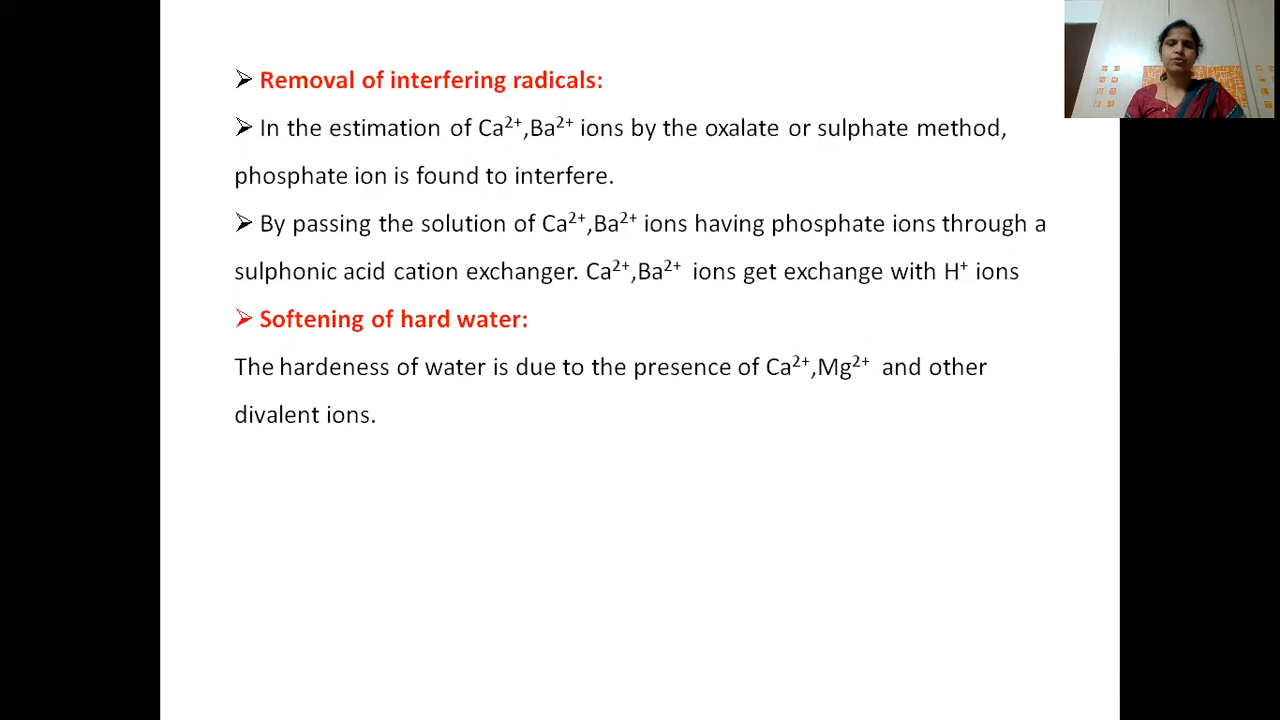 ➢ Removal of interfering radicals:
➢ In the estimation of Ca²⁺,Ba²⁺ ions by the oxalate or sulphate method,
phosphate ion is found to interfere.
➢ By passing the solution of Ca²⁺,Ba²⁺ ions having phosphate ions through a
sulphonic acid cation exchanger. Ca²⁺,Ba²⁺ ions get exchange with H⁺ ions
➢ Softening of hard water:
The hardeness of water is due to the presence of Ca²⁺,Mg²⁺ and other
divalent ions.